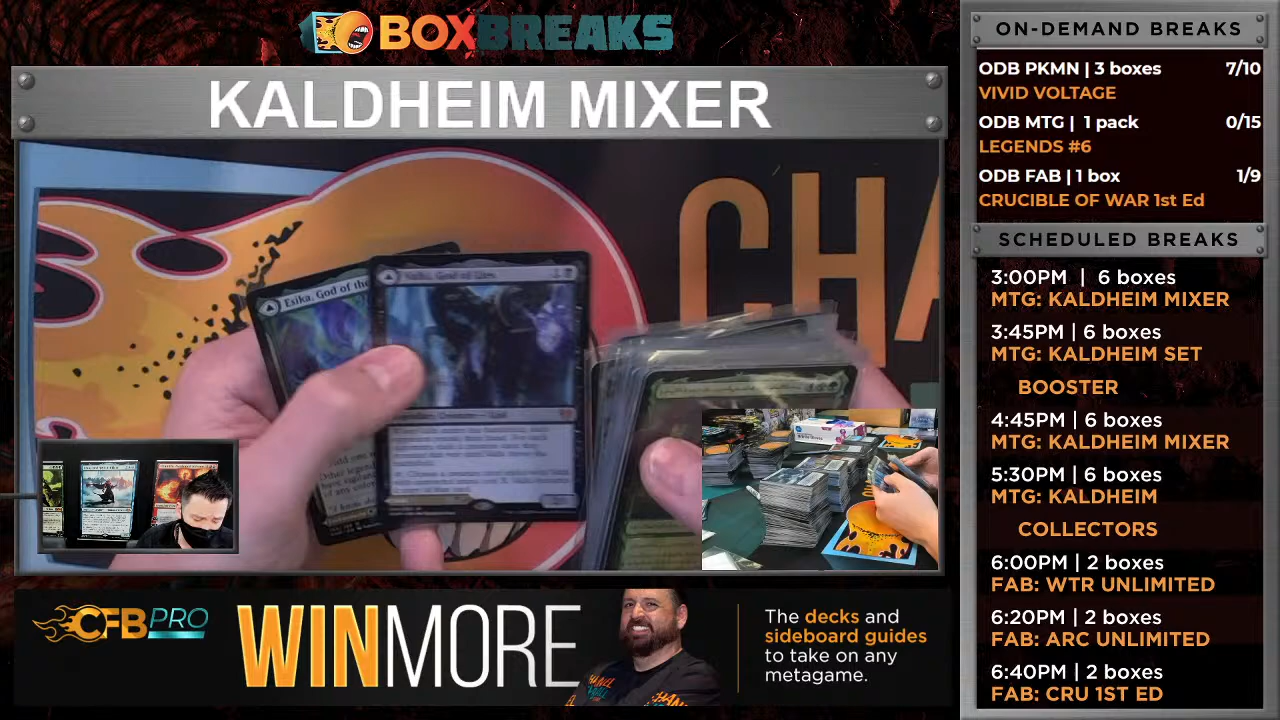 BOXBREAKS
KALDHEIM MIXER
CHA
Esika, God of the
God of Lies
CFBPRO
WINMORE
The decks and
sideboard guides
to take on any
metagame.
ON-DEMAND BREAKS
ODB PKMN | 3 boxes 7/10
VIVID VOLTAGE
ODB MTG | 1 pack 0/15
LEGENDS #6
ODB FAB | 1 box 1/9
CRUCIBLE OF WAR 1st Ed
SCHEDULED BREAKS
3:00PM | 6 boxes
MTG: KALDHEIM MIXER
3:45PM | 6 boxes
MTG: KALDHEIM SET
BOOSTER
4:45PM | 6 boxes
MTG: KALDHEIM MIXER
5:30PM | 6 boxes
MTG: KALDHEIM
COLLECTORS
6:00PM | 2 boxes
FAB: WTR UNLIMITED
6:20PM | 2 boxes
FAB: ARC UNLIMITED
6:40PM | 2 boxes
FAB: CRU 1ST ED